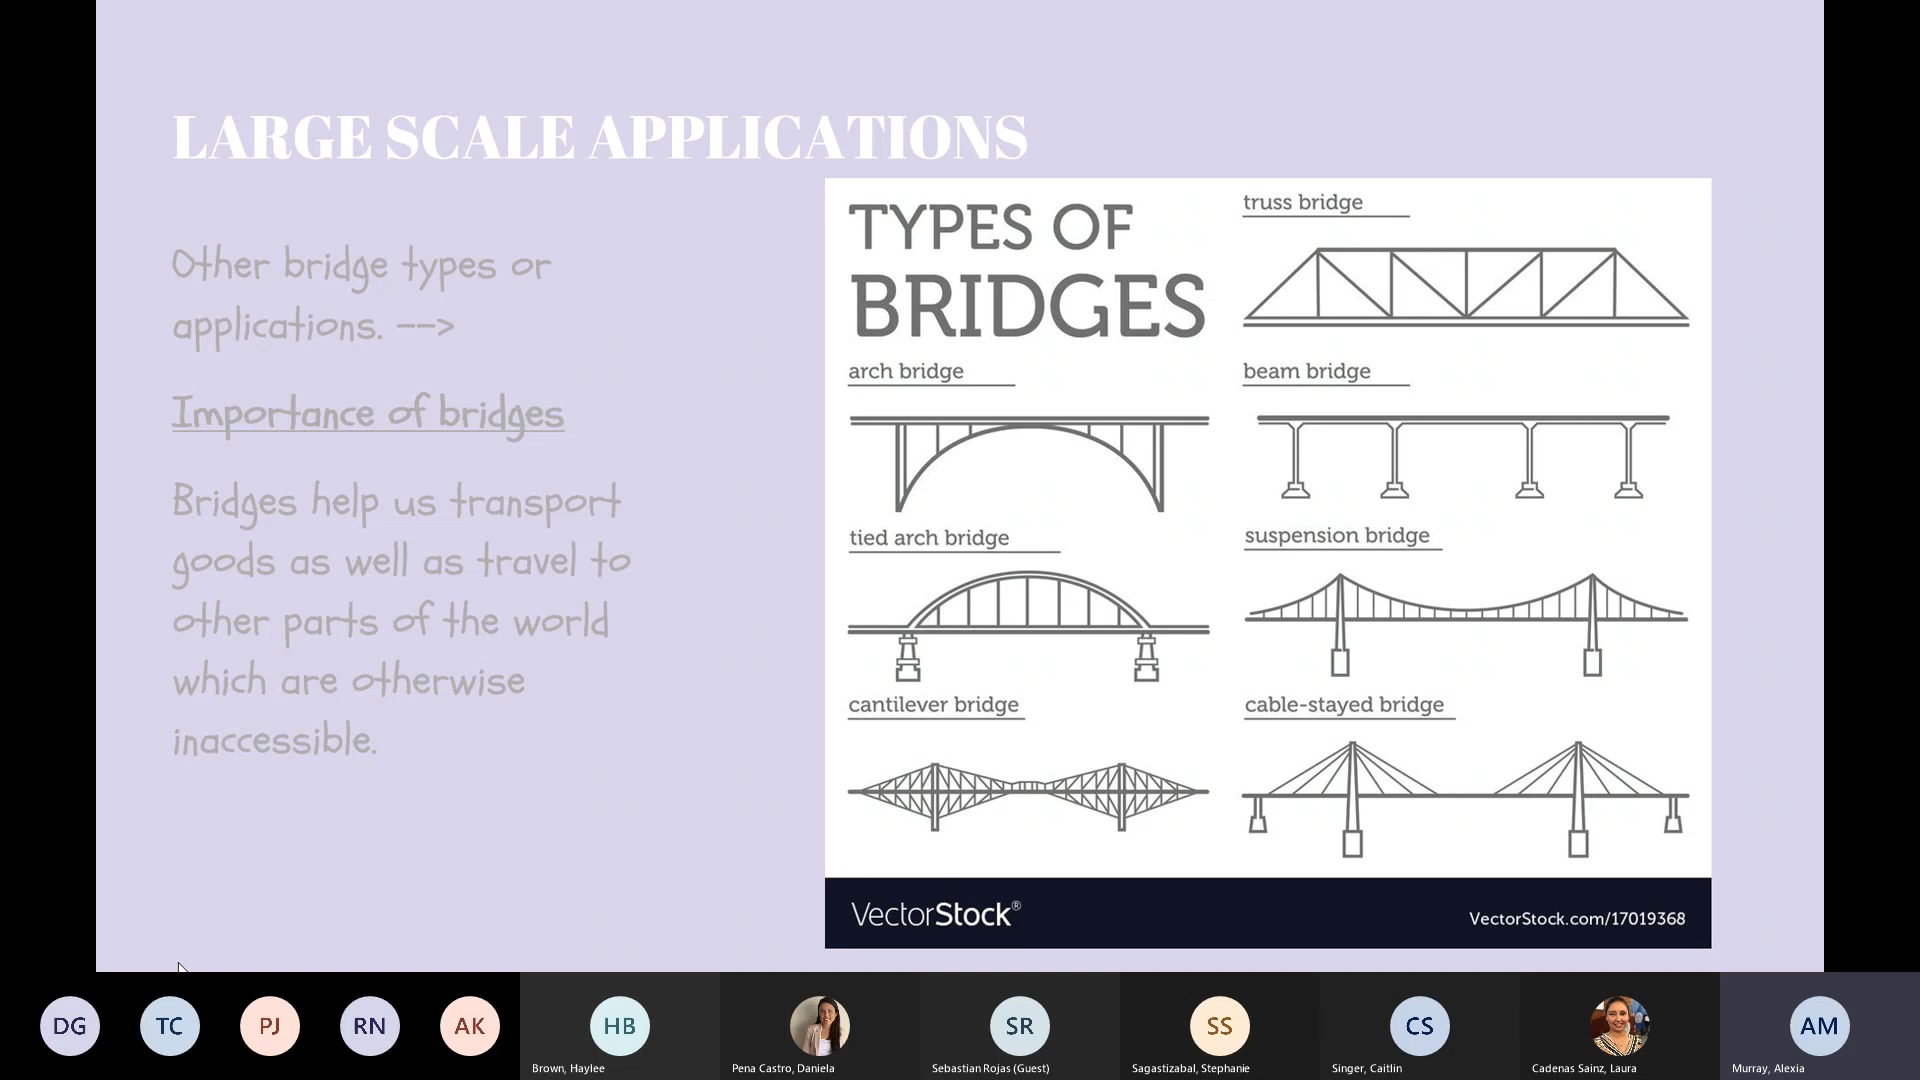 LARGE SCALE APPLICATIONS
Other bridge types or
applications. -->
Importance of bridges
Bridges help us transport
goods as well as travel to
other parts of the world
which are otherwise
inaccessible.
TYPES OF
BRIDGES
truss bridge
arch bridge
beam bridge
tied arch bridge
suspension bridge
cantilever bridge
cable-stayed bridge
VectorStock®
VectorStock.com/17019368
DG
TC
PJ
RN
AK
HB
SR
SS
CS
AM
Brown, Haylee
Pena Castro, Daniela
Sebastian Rojas (Guest)
Sagastizabal, Stephanie
Singer, Caitlin
Cadenas Sainz, Laura
Murray, Alexia